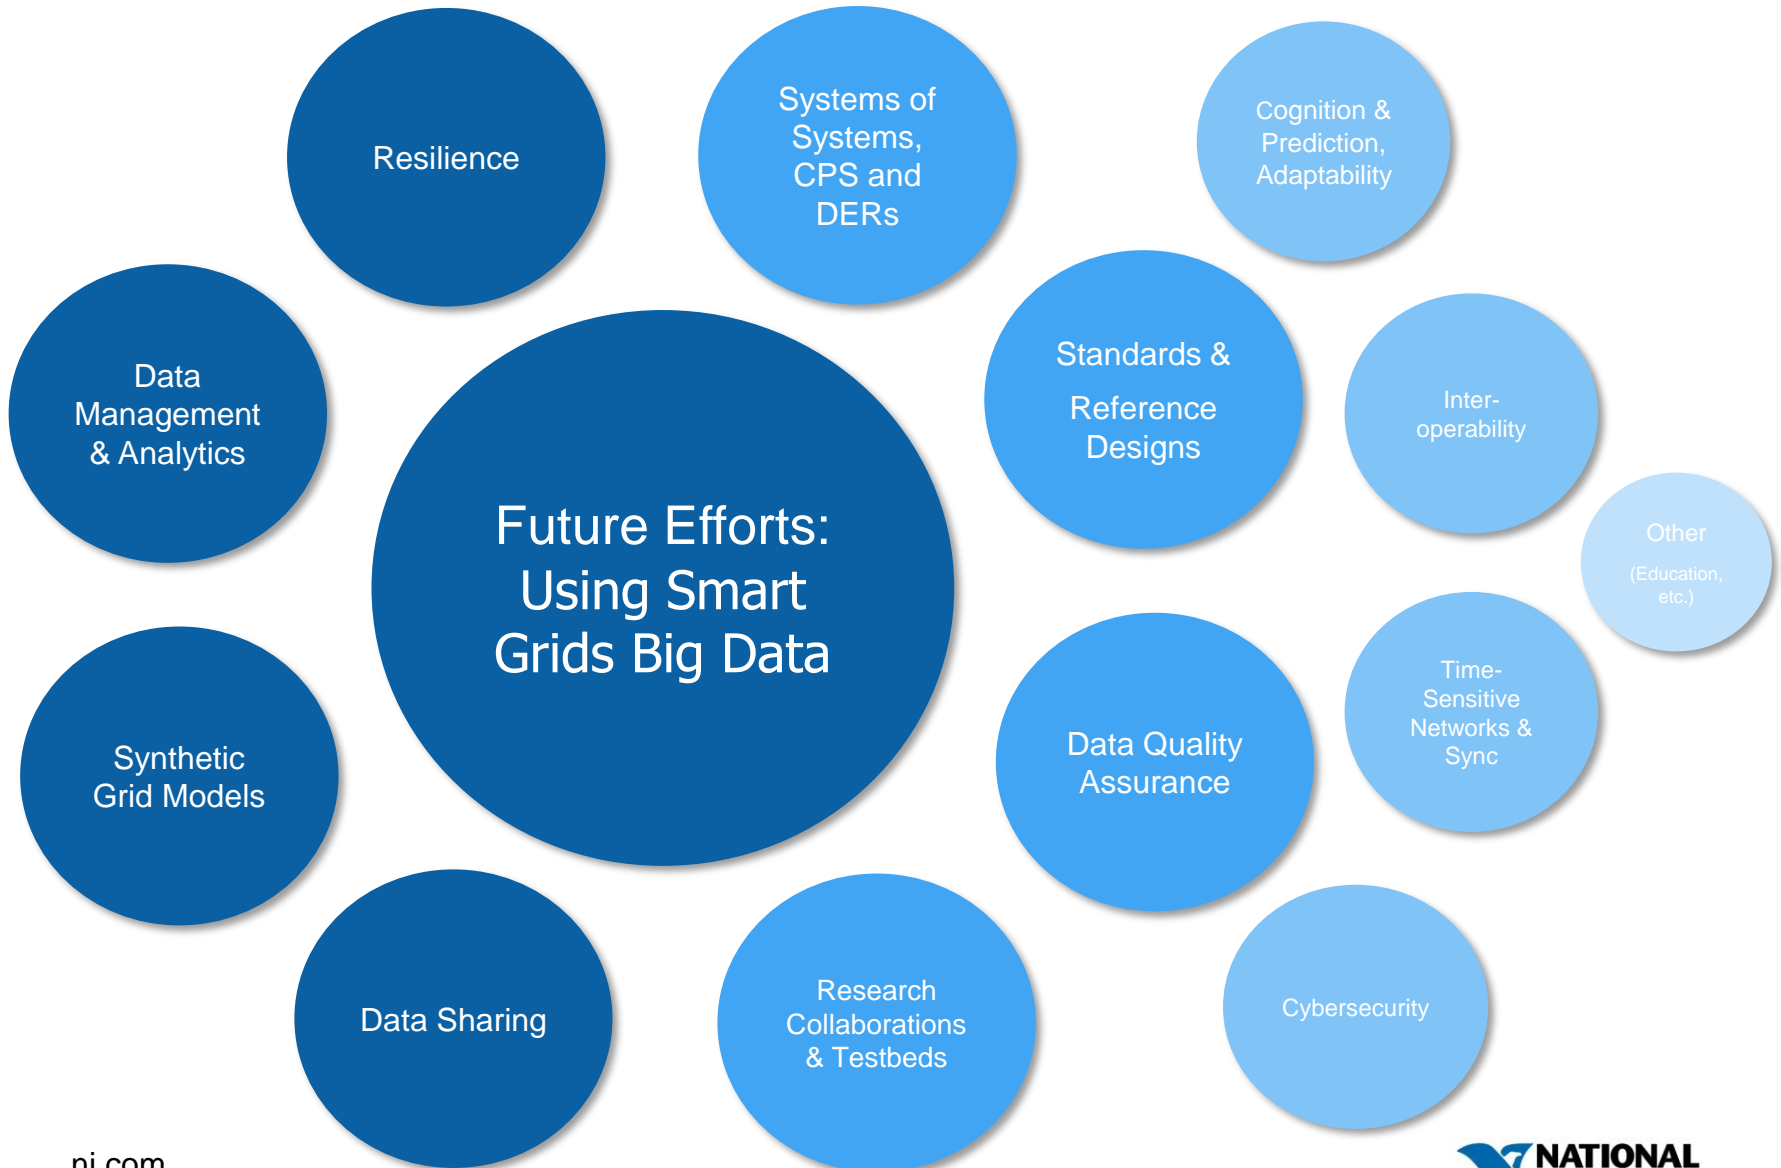 Resilience
Systems of
Systems,
CPS and
DERs
Cognition &
Prediction,
Adaptability
Data
Management
& Analytics
Standards &
Reference
Designs
Inter-
operability
Future Efforts:
Using Smart
Grids Big Data
Other
(Education,
etc.)
Synthetic
Grid Models
Data Quality
Assurance
Time-
Sensitive
Networks &
Sync
Data Sharing
Research
Collaborations
& Testbeds
Cybersecurity
ni.com
NATIONAL